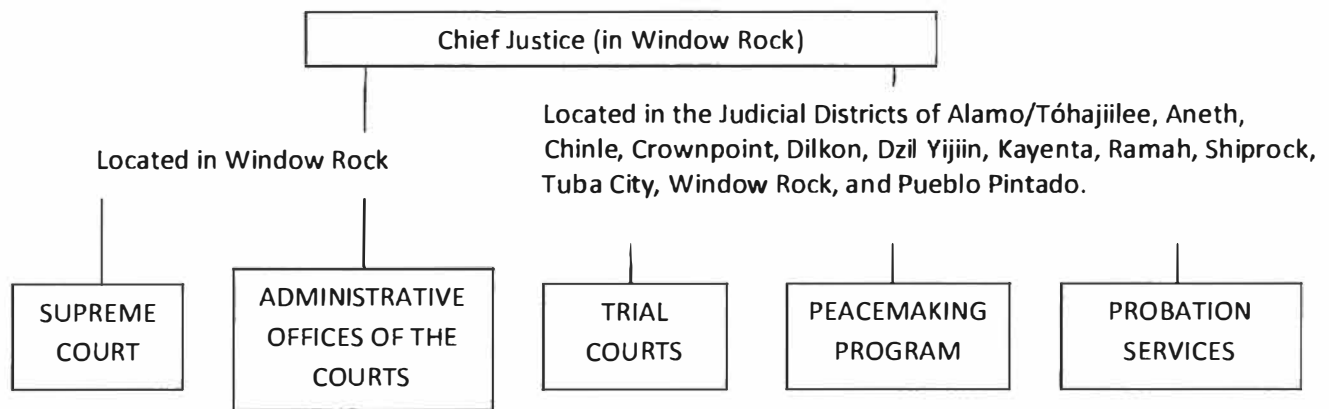 Chief Justice (in Window Rock)
Located in the Judicial Districts of Alamo/Tóhajiilee, Aneth,
Chinle, Crownpoint, Dilkon, Dzil Yijiin, Kayenta, Ramah, Shiprock,
Tuba City, Window Rock, and Pueblo Pintado.
Located in Window Rock
SUPREME
COURT
ADMINISTRATIVE
OFFICES OF THE
COURTS
TRIAL
COURTS
PEACEMAKING
PROGRAM
PROBATION
SERVICES